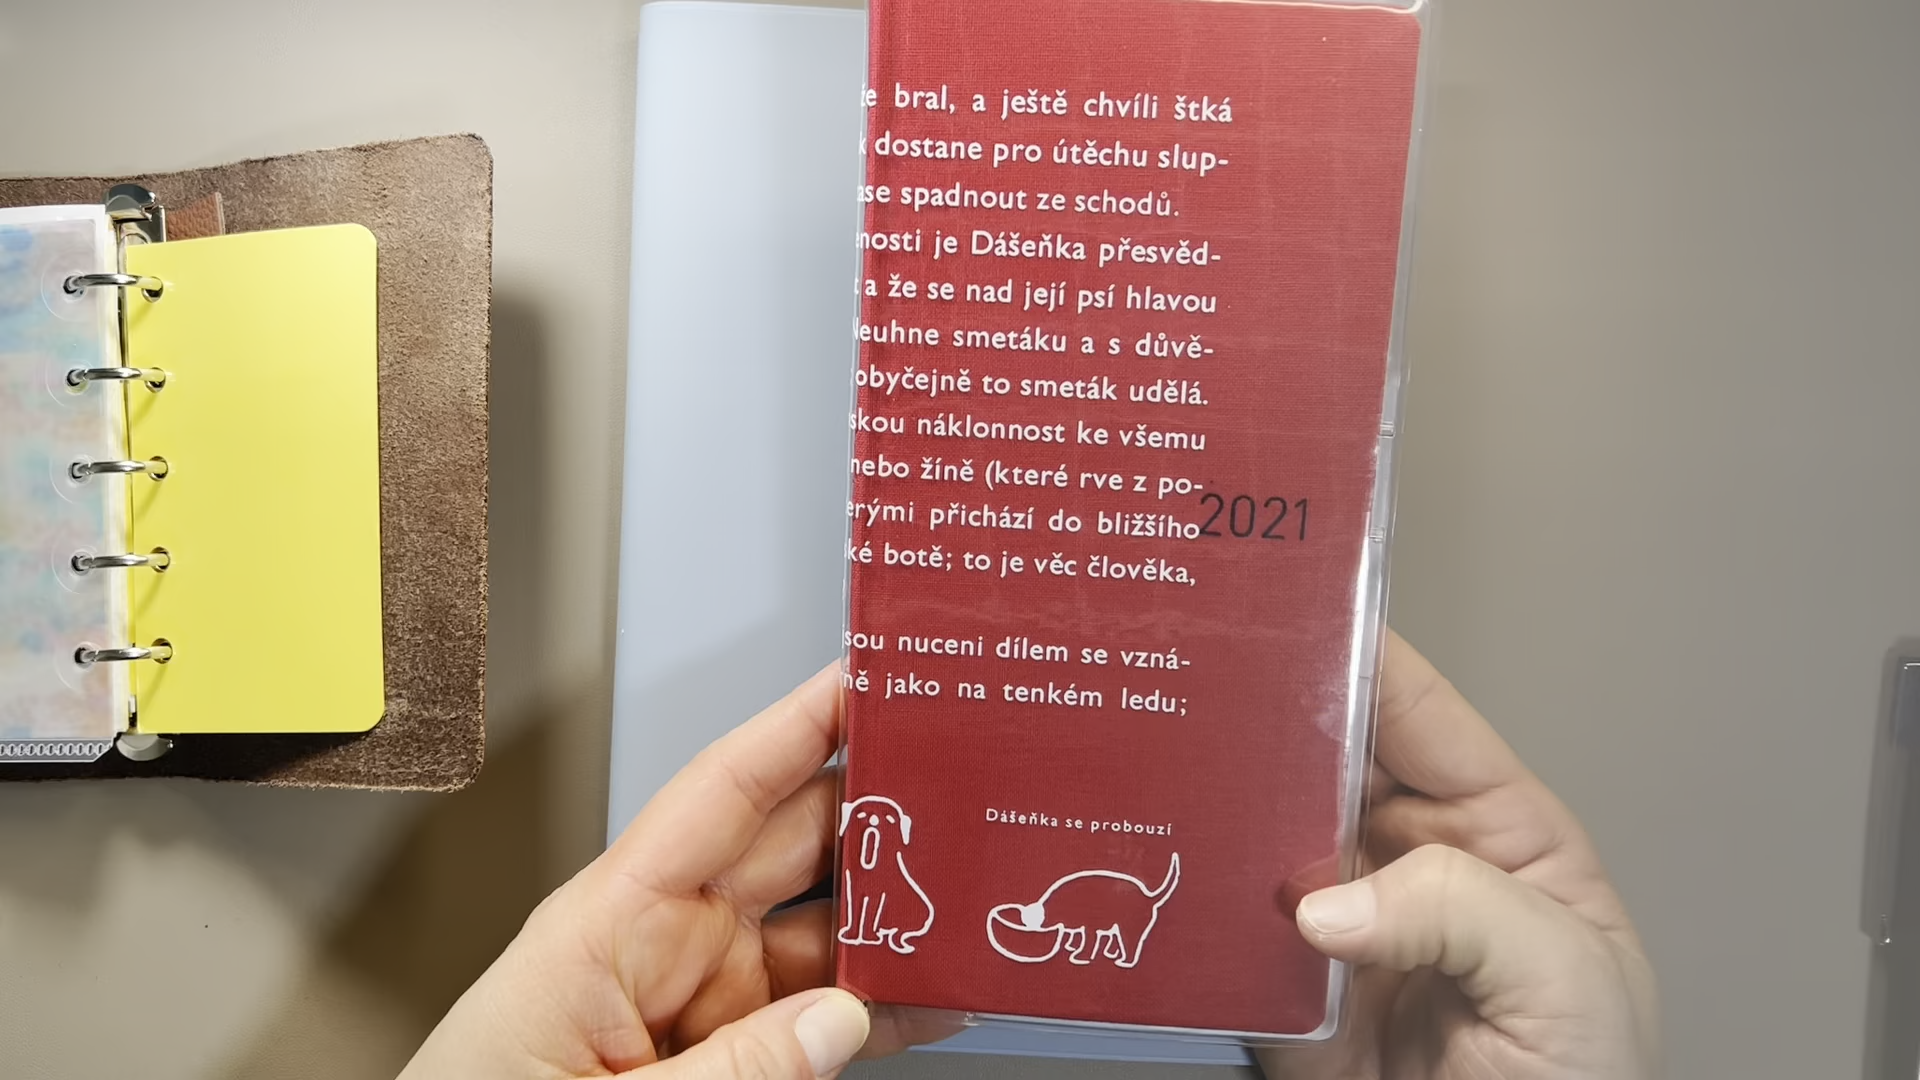 bral, a ještě chvíli štká
dostane pro útěchu slup-
spadnout ze schodů.
je Dášeňka přesvěd-
a že se nad její psí hlavou
smetáku a s důvě-
obyčejně to smeták udělá.
náklonnost ke všemu
nebo žíně (které rve z po-
přichází do bližšího
2021
botě; to je věc člověka,
nuceni dílem se vzná-
jako na tenkém ledu;
Dášeňka se probouzí